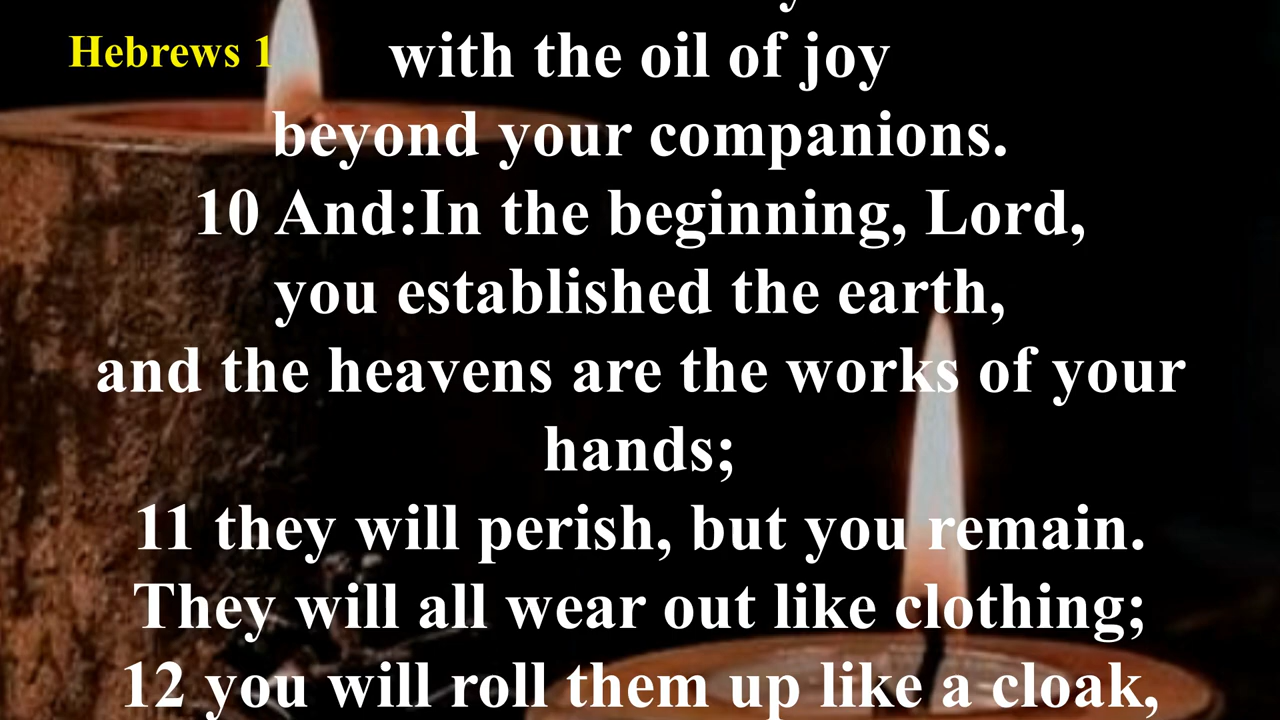 Hebrews 1
with the oil of joy
beyond your companions.
10 And:In the beginning, Lord,
you established the earth,
and the heavens are the works of your
hands;
11 they will perish, but you remain.
They will all wear out like clothing;
12 you will roll them up like a cloak,